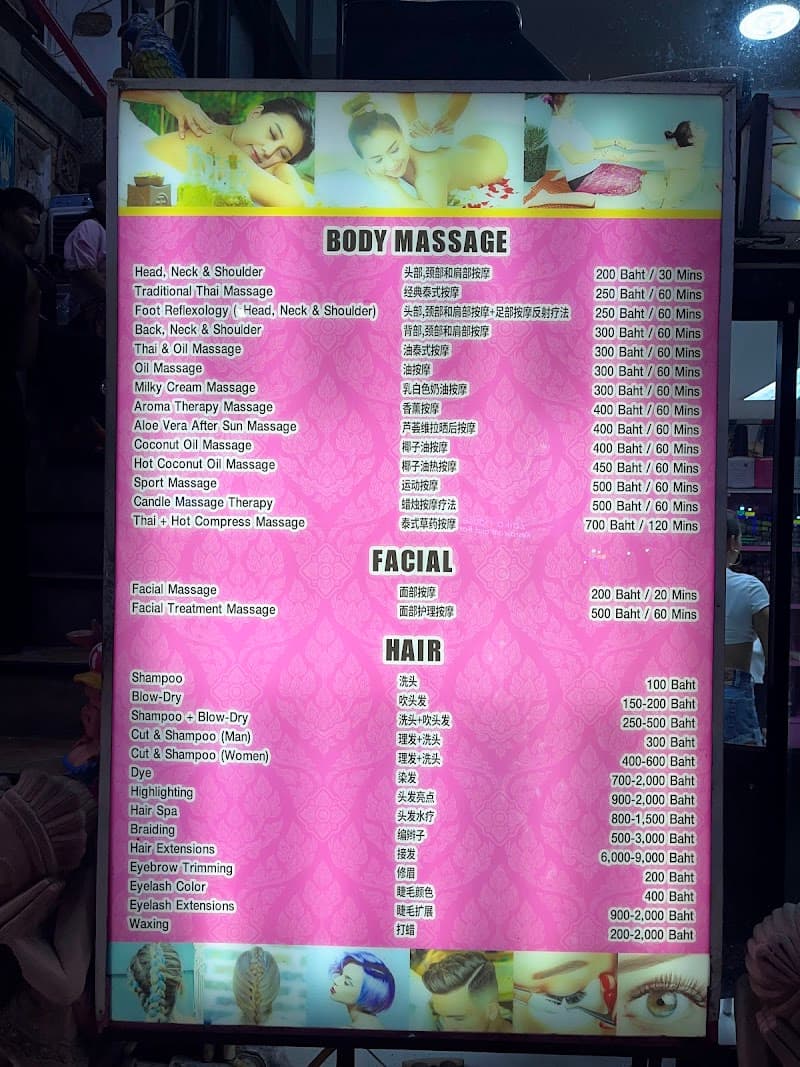 BODY MASSAGE
Head, Neck & Shoulder 头部,颈部和肩部按摩 200 Baht / 30 Mins
Traditional Thai Massage 经典泰式按摩 250 Baht / 60 Mins
Foot Reflexology ( Head, Neck & Shoulder) 头部,颈部和肩部按摩+足部按摩反射疗法 250 Baht / 60 Mins
Back, Neck & Shoulder 背部,颈部和肩部按摩 300 Baht / 60 Mins
Thai & Oil Massage 油泰式按摩 300 Baht / 60 Mins
Oil Massage 油按摩 300 Baht / 60 Mins
Milky Cream Massage 乳白色奶油按摩 300 Baht / 60 Mins
Aroma Therapy Massage 香薰按摩 400 Baht / 60 Mins
Aloe Vera After Sun Massage 芦荟维拉晒后按摩 400 Baht / 60 Mins
Coconut Oil Massage 椰子油按摩 400 Baht / 60 Mins
Hot Coconut Oil Massage 椰子油热按摩 450 Baht / 60 Mins
Sport Massage 运动按摩 500 Baht / 60 Mins
Candle Massage Therapy 蜡烛按摩疗法 500 Baht / 60 Mins
Thai + Hot Compress Massage 泰式草药按摩 700 Baht / 120 Mins
FACIAL
Facial Massage 面部按摩 200 Baht / 20 Mins
Facial Treatment Massage 面部护理按摩 500 Baht / 60 Mins
HAIR
Shampoo 洗头 100 Baht
Blow-Dry 吹头发 150-200 Baht
Shampoo + Blow-Dry 洗头+吹头发 250-500 Baht
Cut & Shampoo (Man) 理发+洗头 300 Baht
Cut & Shampoo (Women) 理发+洗头 400-600 Baht
Dye 染发 700-2,000 Baht
Highlighting 头发亮点 900-2,000 Baht
Hair Spa 头发水疗 800-1,500 Baht
Braiding 编辫子 500-3,000 Baht
Hair Extensions 接发 6,000-9,000 Baht
Eyebrow Trimming 修眉 200 Baht
Eyelash Color 睫毛颜色 400 Baht
Eyelash Extensions 睫毛扩展 900-2,000 Baht
Waxing 打蜡 200-2,000 Baht